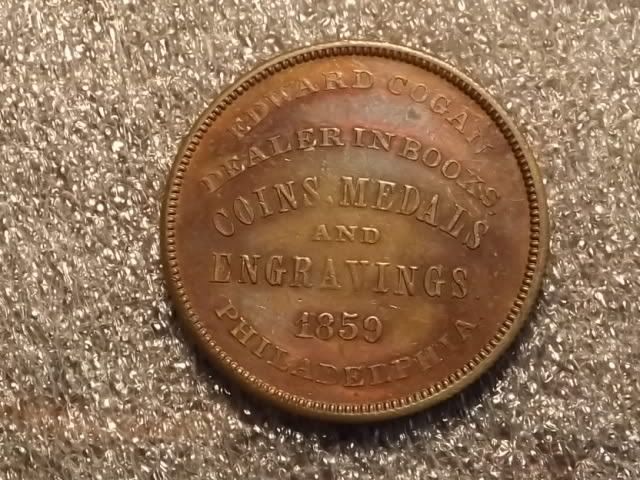 EDWARD COGAN
DEALER IN BOOKS,
COINS, MEDALS
AND
ENGRAVINGS.
1859
PHILADELPHIA.